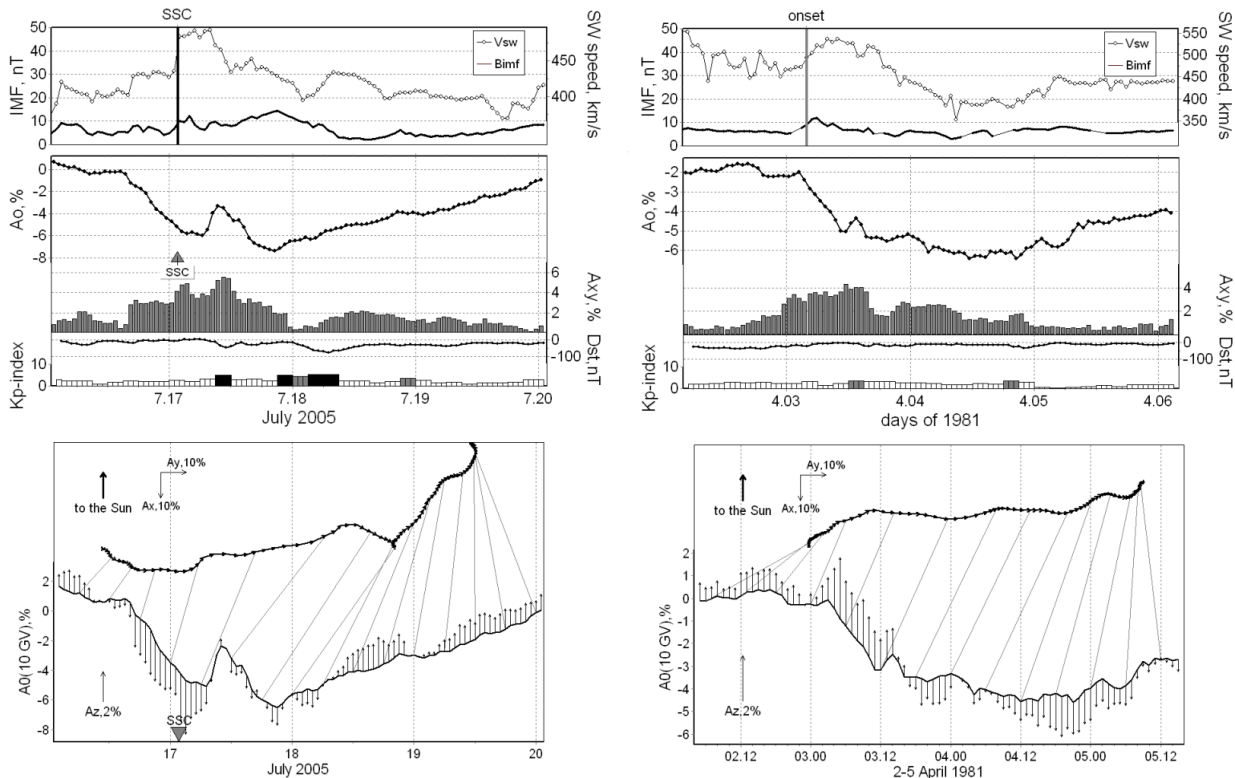 SSC
IMF, nT
50
40
30
20
10
0
Vsw
Bimf
450
400
SW speed, km/s
Ao,%
0
-2
-4
-6
-8
SSC
6
4
2
0
Axy, %
0
-100
Dst,nT
Kp-index
10
0
7.17
7.18
7.19
7.20
July 2005
onset
IMF, nT
50
40
30
20
10
0
Vsw
Bimf
550
500
450
400
350
SW speed, km/s
Ao,%
-2
-3
-4
-5
-6
4
2
0
Axy, %
0
-100
Dst,nT
Kp-index
10
0
4.03
4.04
4.05
4.06
days of 1981
to the Sun
Ay,10%
Ax,10%
A0(10 GV),%
2
0
-2
-4
-6
-8
Az,2%
SSC
17
18
19
20
July 2005
to the Sun
Ay,10%
Ax,10%
A0(10 GV),%
2
1
0
-1
-2
-3
-4
-5
-6
Az,2%
02.12
03.00
03.12
04.00
04.12
05.00
05.12
2-5 April 1981